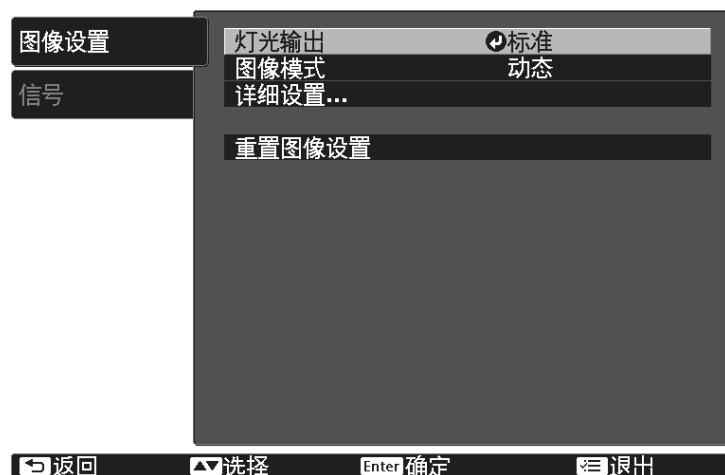 图像设置
信号
灯光输出 标准
图像模式 动态
详细设置...
重置图像设置
返回 选择 Enter 确定 退出